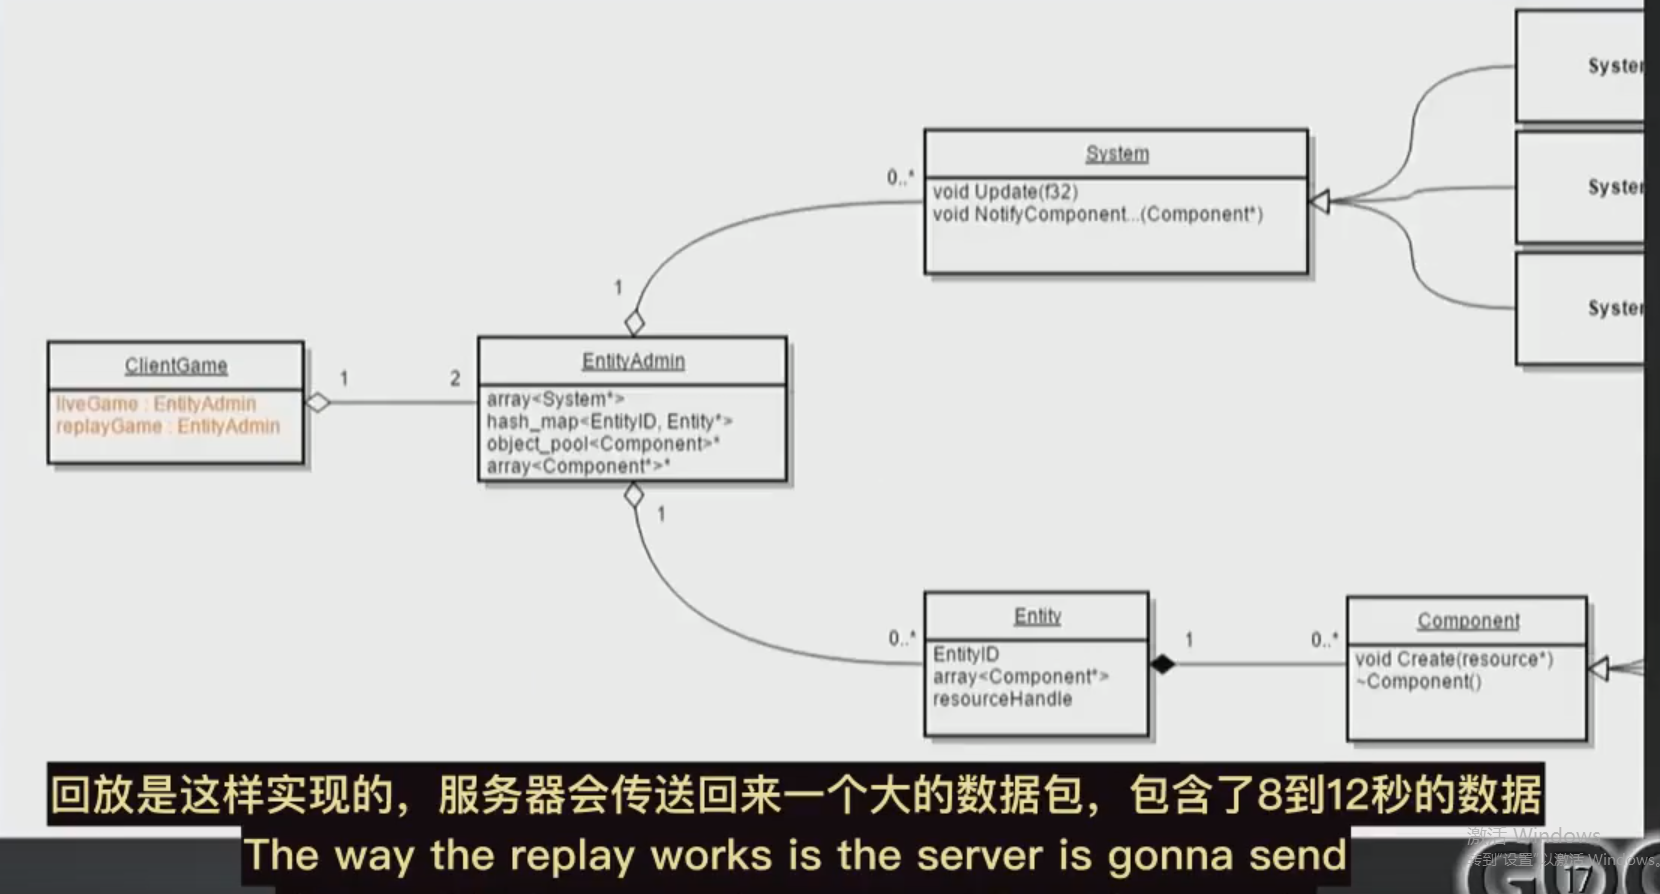 System
System
void Update(f32)
void NotifyComponent...(Component*)
0..*
System
System
1
ClientGame
liveGame : EntityAdmin
replayGame : EntityAdmin
1
2
EntityAdmin
array<System*>
hash_map<EntityID, Entity*>
object_pool<Component>*
array<Component*>*
1
0..*
Entity
EntityID
array<Component*>
resourceHandle
1
0..*
Component
void Create(resource*)
~Component()
回放是这样实现的，服务器会传送回来一个大的数据包，包含了8到12秒的数据
The way the replay works is the server is gonna send
激活 Windows
转到"设置"以激活 Windows。
GDC
17